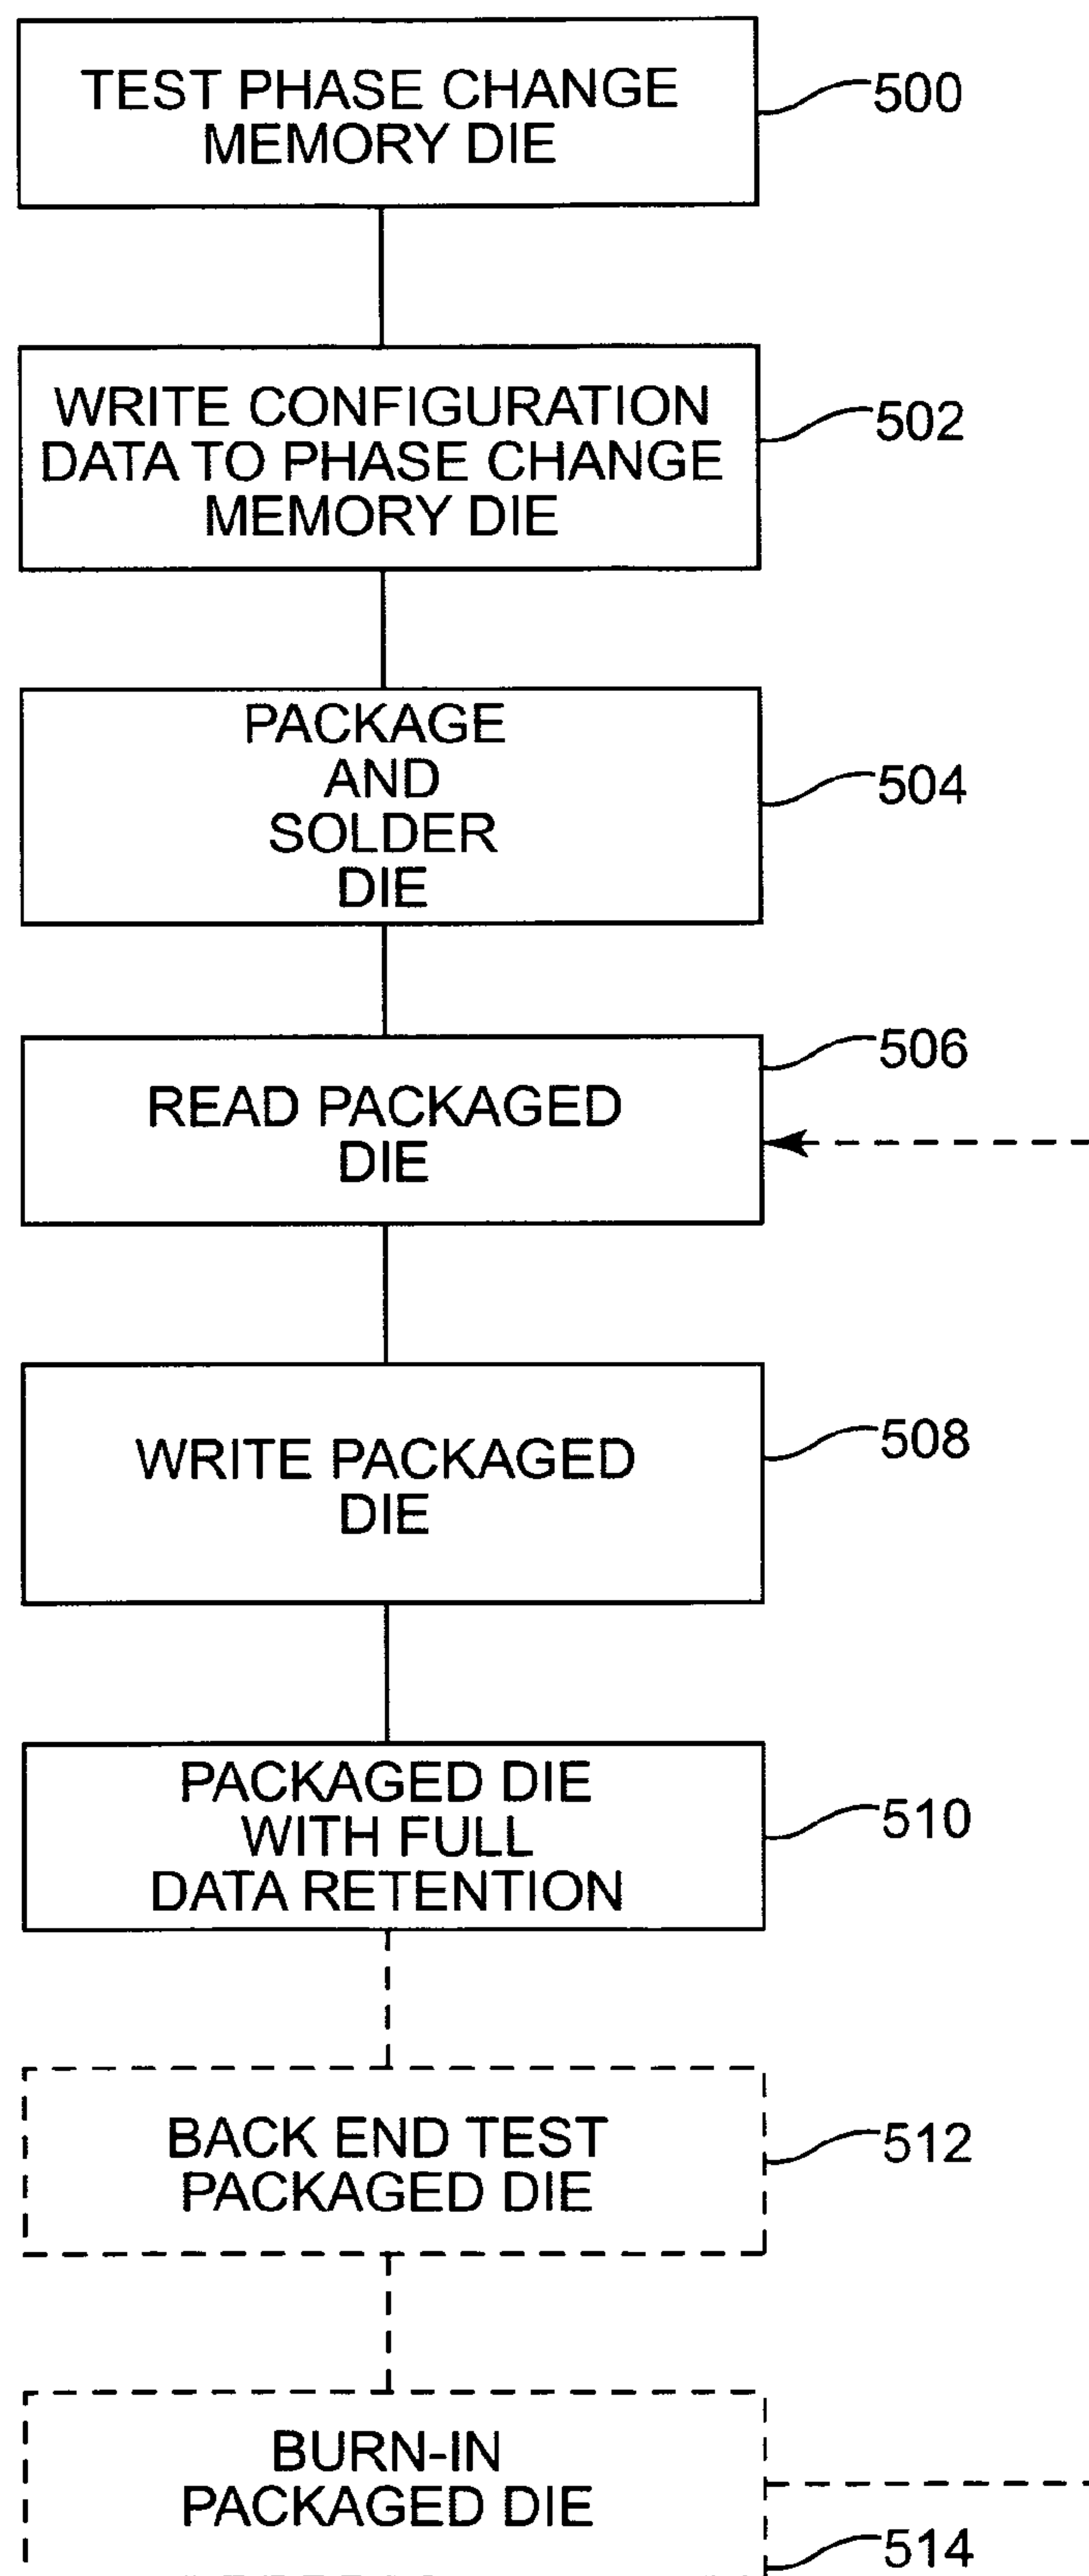 TEST PHASE CHANGE
MEMORY DIE
500
WRITE CONFIGURATION
DATA TO PHASE CHANGE
MEMORY DIE
502
PACKAGE
AND
SOLDER
DIE
504
READ PACKAGED
DIE
506
WRITE PACKAGED
DIE
508
PACKAGED DIE
WITH FULL
DATA RETENTION
510
BACK END TEST
PACKAGED DIE
512
BURN-IN
PACKAGED DIE
514